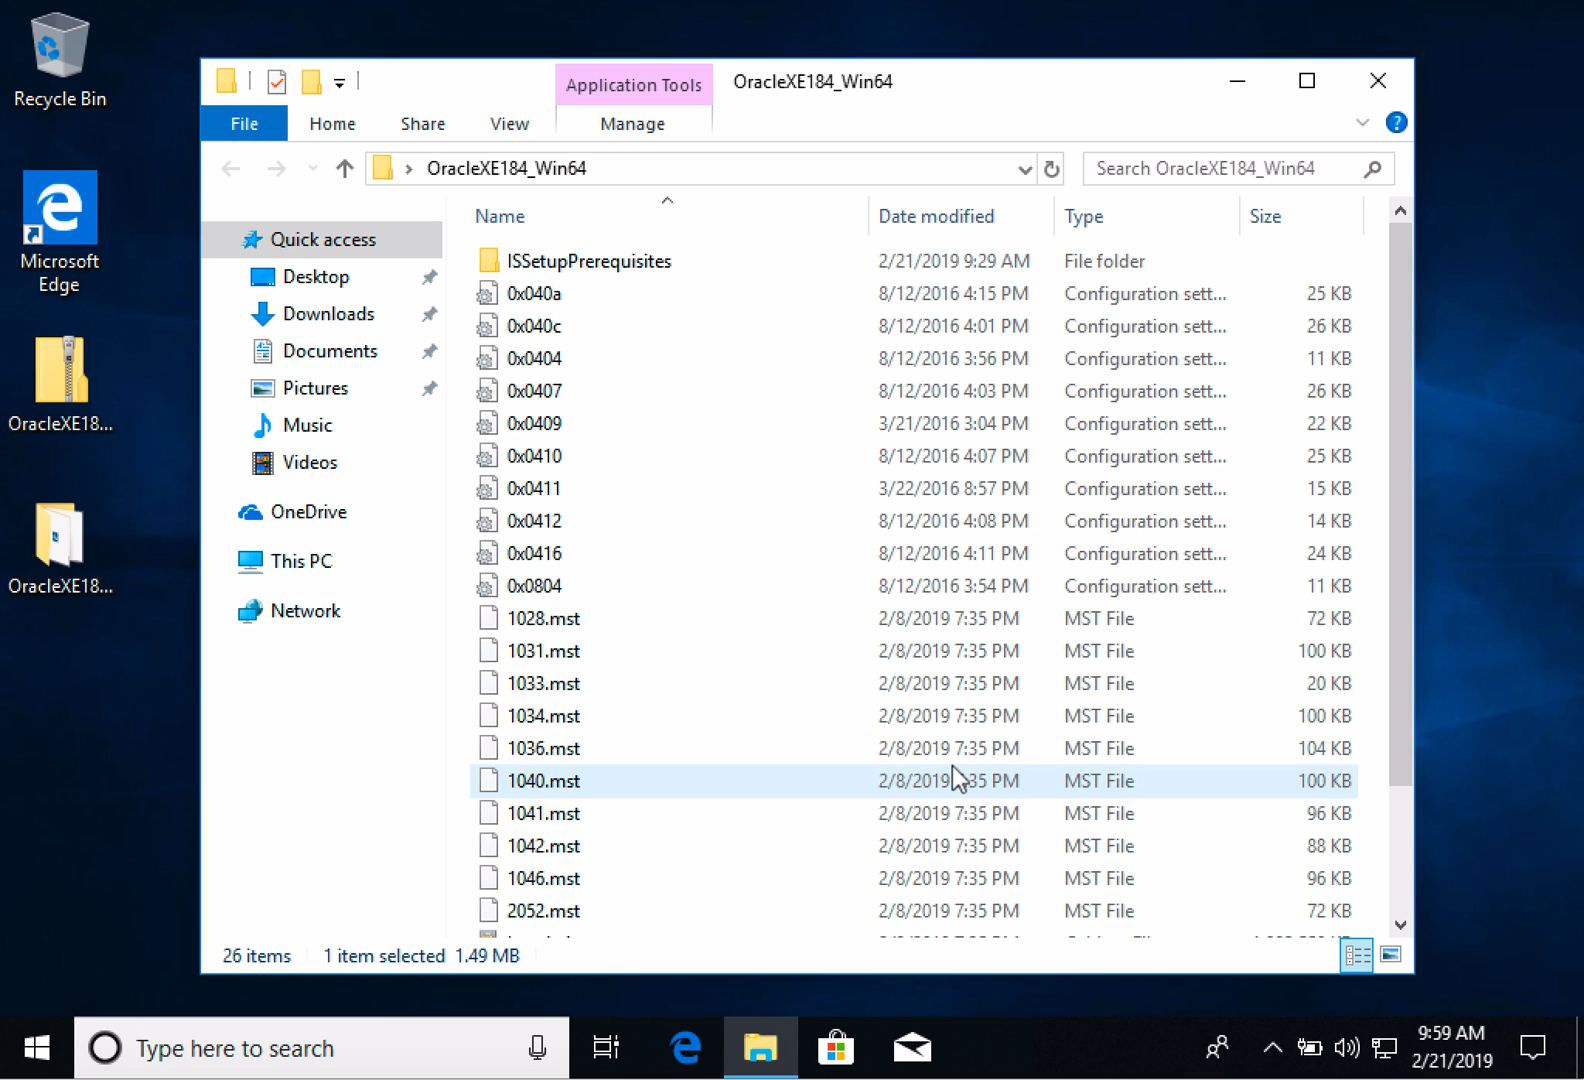 Recycle Bin
Microsoft
Edge
OracleXE18...
OracleXE18...
Application Tools
OracleXE184_Win64
File
Home
Share
View
Manage
?
OracleXE184_Win64
Search OracleXE184_Win64
Quick access
Desktop
Downloads
Documents
Pictures
Music
Videos
OneDrive
This PC
Network
Name Date modified Type Size
ISSetupPrerequisites 2/21/2019 9:29 AM File folder
0x040a 8/12/2016 4:15 PM Configuration sett... 25 KB
0x040c 8/12/2016 4:01 PM Configuration sett... 26 KB
0x0404 8/12/2016 3:56 PM Configuration sett... 11 KB
0x0407 8/12/2016 4:03 PM Configuration sett... 26 KB
0x0409 3/21/2016 3:04 PM Configuration sett... 22 KB
0x0410 8/12/2016 4:07 PM Configuration sett... 25 KB
0x0411 3/22/2016 8:57 PM Configuration sett... 15 KB
0x0412 8/12/2016 4:08 PM Configuration sett... 14 KB
0x0416 8/12/2016 4:11 PM Configuration sett... 24 KB
0x0804 8/12/2016 3:54 PM Configuration sett... 11 KB
1028.mst 2/8/2019 7:35 PM MST File 72 KB
1031.mst 2/8/2019 7:35 PM MST File 100 KB
1033.mst 2/8/2019 7:35 PM MST File 20 KB
1034.mst 2/8/2019 7:35 PM MST File 100 KB
1036.mst 2/8/2019 7:35 PM MST File 104 KB
1040.mst 2/8/2019 :35 PM MST File 100 KB
1041.mst 2/8/2019 7:35 PM MST File 96 KB
1042.mst 2/8/2019 7:35 PM MST File 88 KB
1046.mst 2/8/2019 7:35 PM MST File 96 KB
2052.mst 2/8/2019 7:35 PM MST File 72 KB
26 items 1 item selected 1.49 MB
Type here to search
9:59 AM
2/21/2019